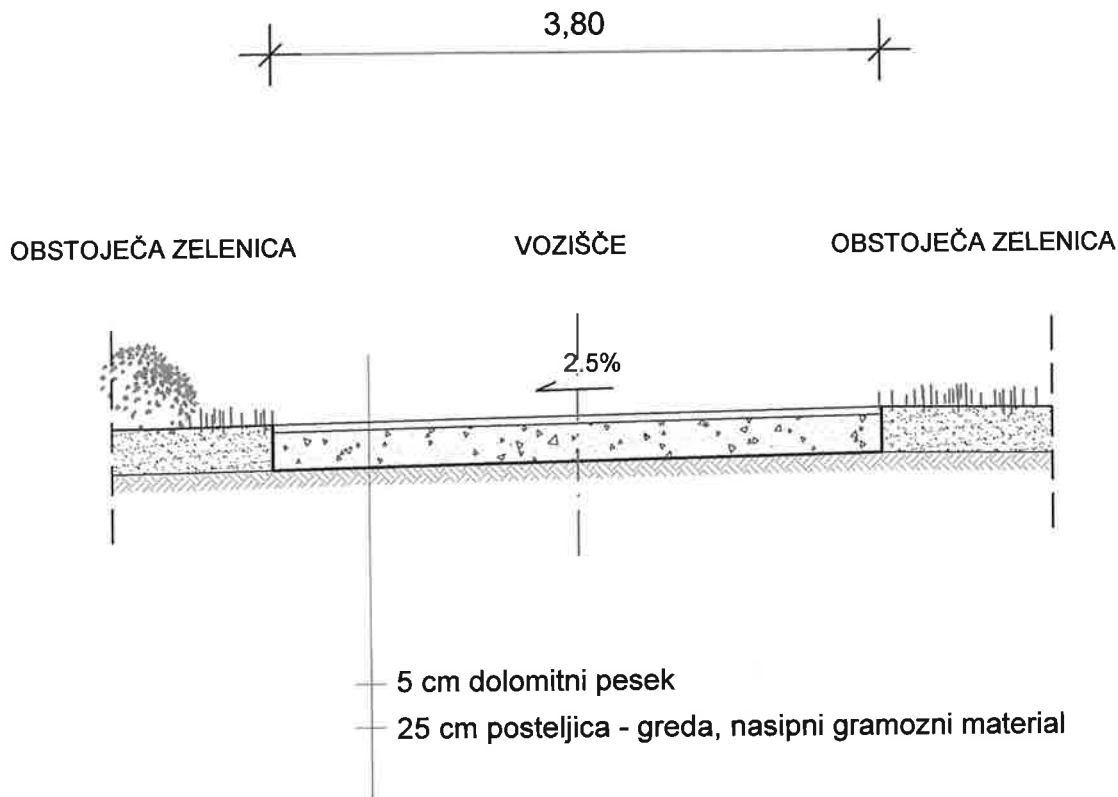 3,80
OBSTOJEČA ZELENICA
VOZIŠČE
OBSTOJEČA ZELENICA
2.5%
5 cm dolomitni pesek
25 cm posteljica - greda, nasipni gramozni material